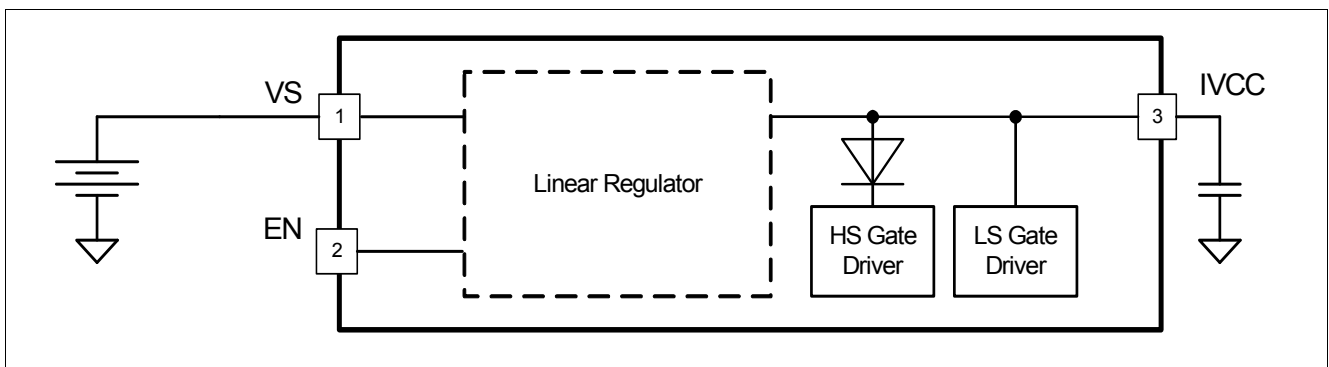 VS
1
EN
2
Linear Regulator
HS Gate
Driver
LS Gate
Driver
IVCC
3